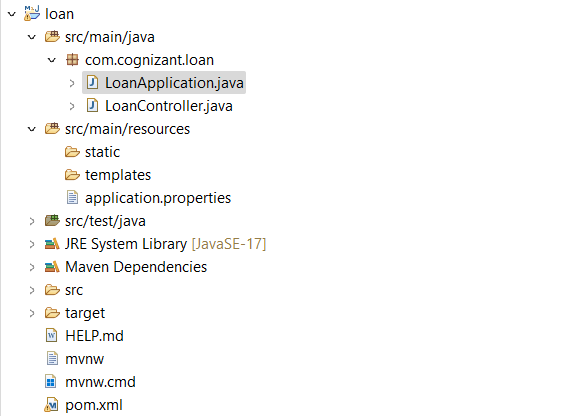 loan
src/main/java
com.cognizant.loan
LoanApplication.java
LoanController.java
src/main/resources
static
templates
application.properties
src/test/java
JRE System Library [JavaSE-17]
Maven Dependencies
src
target
HELP.md
mvnw
mvnw.cmd
pom.xml